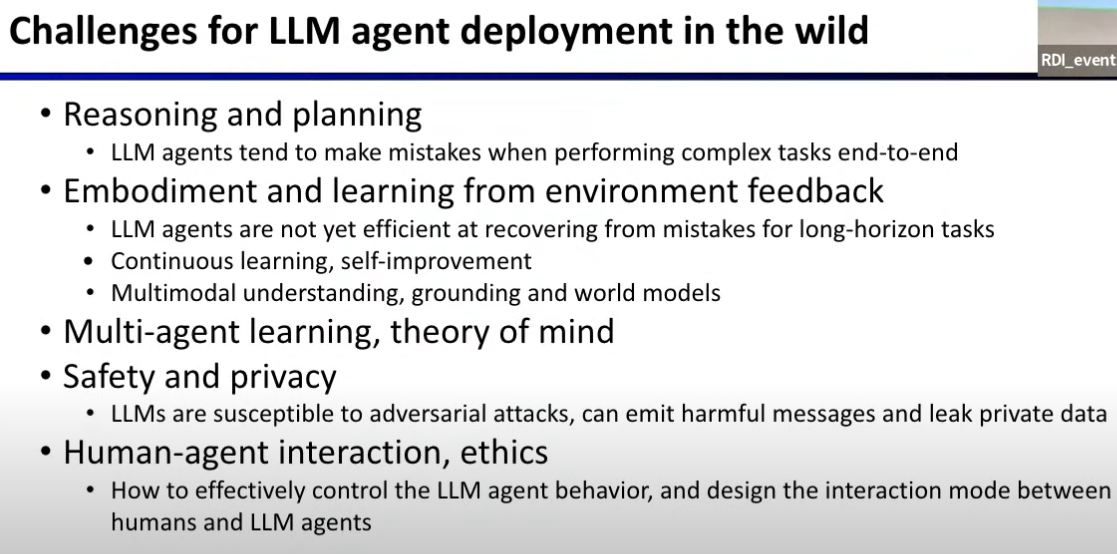 Challenges for LLM agent deployment in the wild
RDI_event
• Reasoning and planning
• LLM agents tend to make mistakes when performing complex tasks end-to-end
• Embodiment and learning from environment feedback
• LLM agents are not yet efficient at recovering from mistakes for long-horizon tasks
• Continuous learning, self-improvement
• Multimodal understanding, grounding and world models
• Multi-agent learning, theory of mind
• Safety and privacy
• LLMs are susceptible to adversarial attacks, can emit harmful messages and leak private data
• Human-agent interaction, ethics
• How to effectively control the LLM agent behavior, and design the interaction mode between
humans and LLM agents